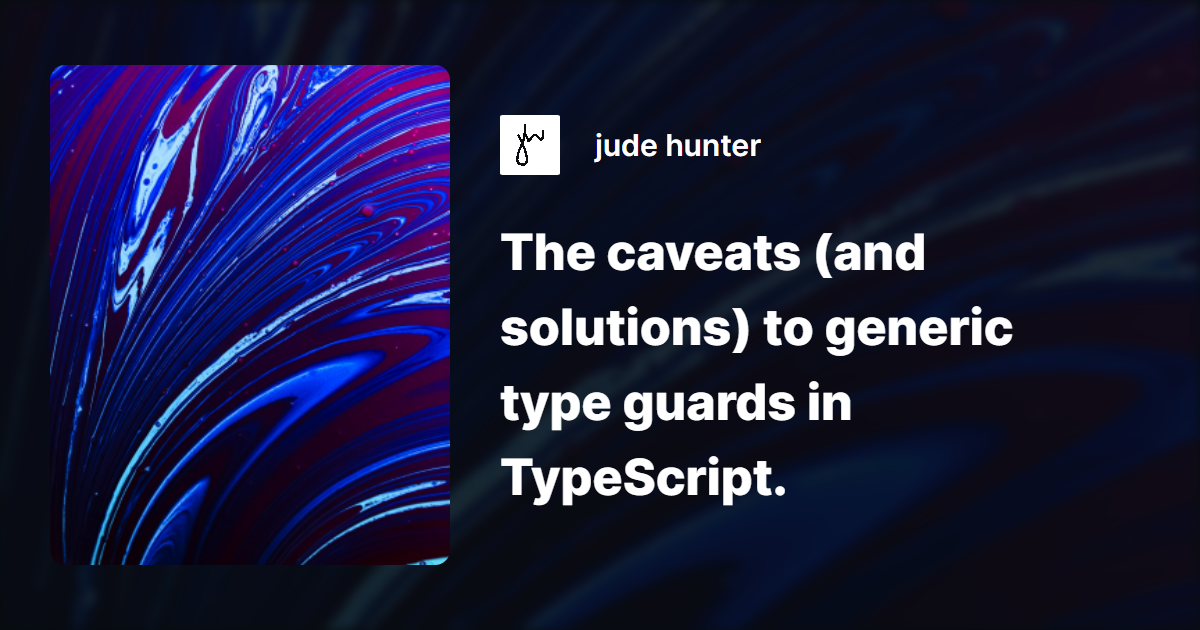 jude hunter
The caveats (and
solutions) to generic
type guards in
TypeScript.